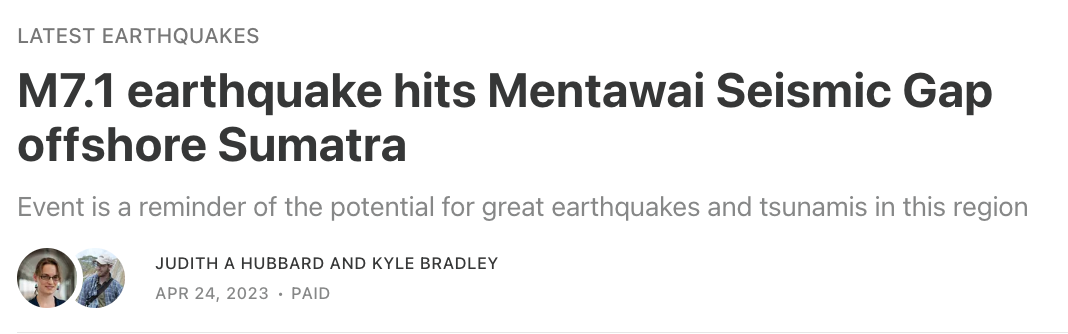 LATEST EARTHQUAKES
M7.1 earthquake hits Mentawai Seismic Gap
offshore Sumatra
Event is a reminder of the potential for great earthquakes and tsunamis in this region
JUDITH A HUBBARD AND KYLE BRADLEY
APR 24, 2023 • PAID